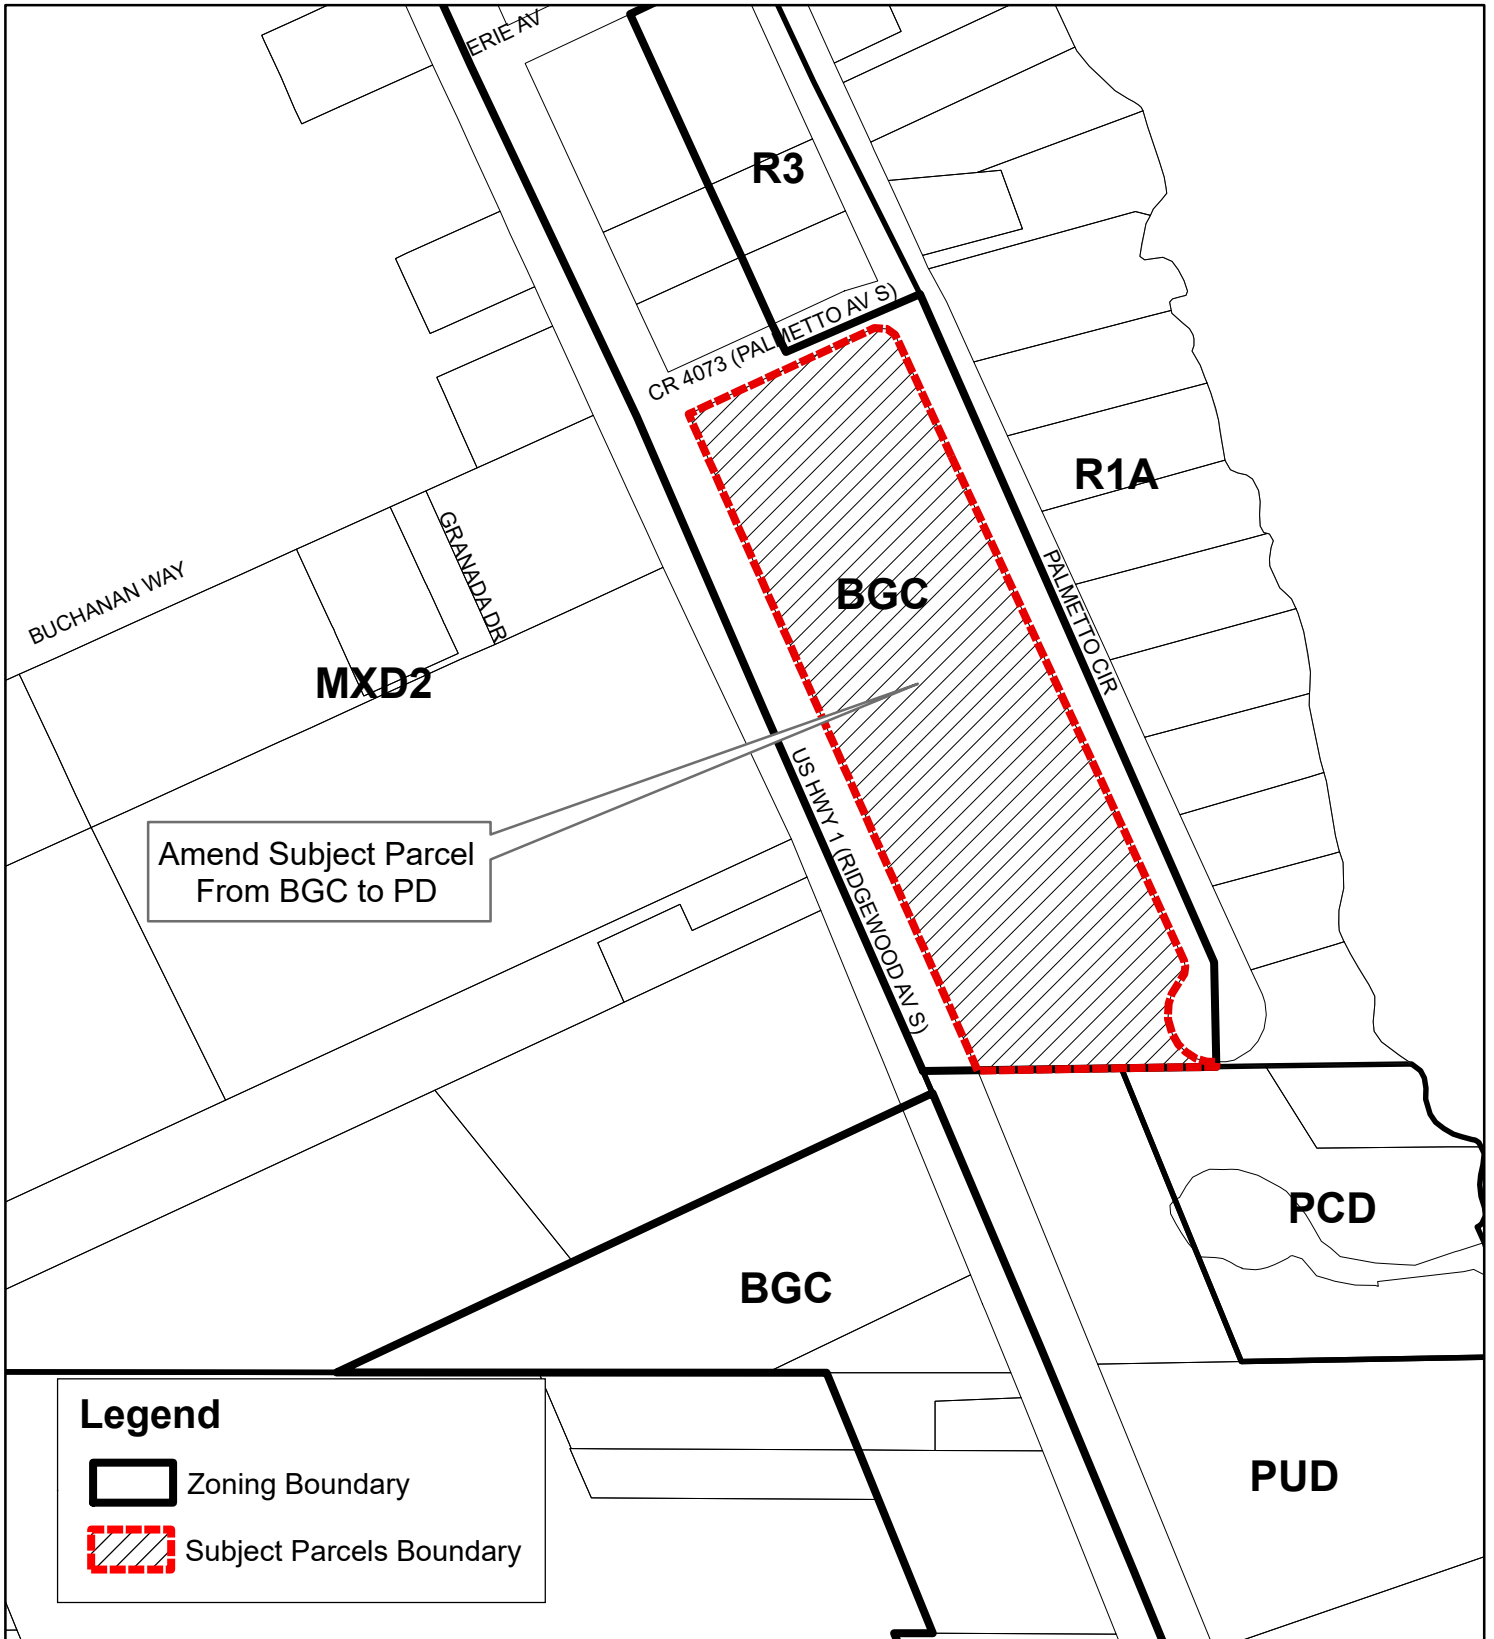 ERIE AV
R3
CR 4073 (PALMETTO AV S)
R1A
GRANADA DR
BUCHANAN WAY
BGC
PALMETTO CIR
MXD2
US HWY 1 (RIDGEWOOD AV S)
Amend Subject Parcel
From BGC to PD
PCD
BGC
PUD
Legend
Zoning Boundary
Subject Parcels Boundary